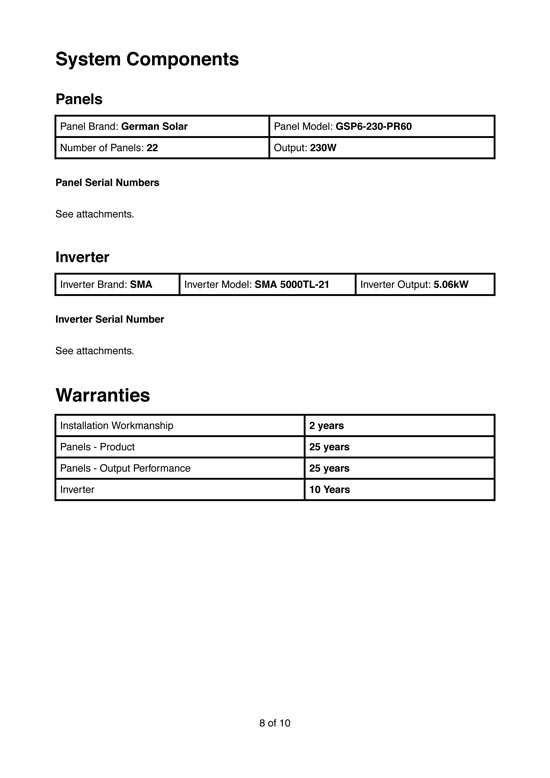 System Components
Panels
Panel Brand: German Solar Panel Model: GSP6-230-PR60
Number of Panels: 22 Output: 230W
Panel Serial Numbers
See attachments.
Inverter
Inverter Brand: SMA Inverter Model: SMA 5000TL-21 Inverter Output: 5.06kW
Inverter Serial Number
See attachments.
Warranties
Installation Workmanship 2 years
Panels - Product 25 years
Panels - Output Performance 25 years
Inverter 10 Years
8 of 10